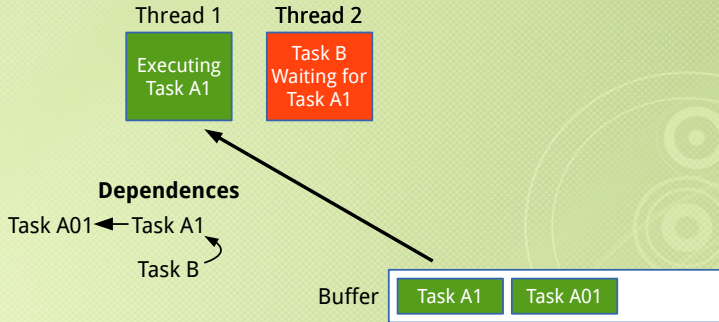 Thread 1
Thread 2
Executing
Task A1
Task B
Waiting for
Task A1
Dependences
Task A01
Task A1
Task B
Buffer
Task A1
Task A01